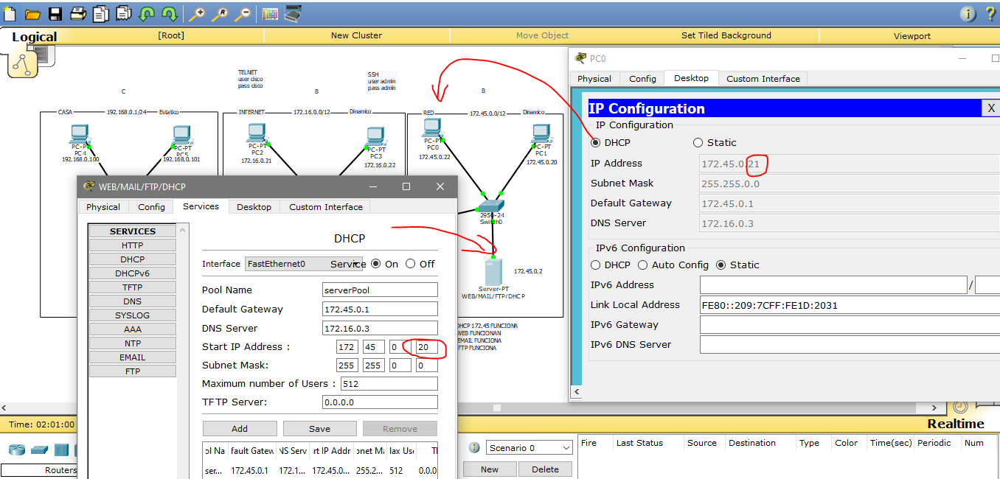 Logical
[Root]
New Cluster
Move Object
Set Tiled Background
Viewport
TELNET
user cisco
pass cisco
SSH
user admin
pass admin
C
B
B
CASA
192.168.0.1/24
Estatico
INTERNET
172.16.0.0/12
Dinamico
RED
172.45.0.0/12
Dinamico
PC-PT
PC4
192.168.0.100
PC-PT
PC5
192.168.0.101
PC-PT
PC2
172.16.0.21
PC-PT
PC3
172.16.0.22
PC-PT
PC0
172.45.0.22
PC-PT
PC1
172.45.0.20
2950-24
Switch0
172.45.0.2
Server-PT
WEB/MAIL/FTP/DHCP
DHCP 172.45 FUNCIONA
WEB FUNCIONAN
EMAIL FUNCIONA
FTP FUNCIONA
WEB/MAIL/FTP/DHCP
Physical
Config
Services
Desktop
Custom Interface
SERVICES
HTTP
DHCP
DHCPv6
TFTP
DNS
SYSLOG
AAA
NTP
EMAIL
FTP
DHCP
Interface FastEthernet0 Service On Off
Pool Name serverPool
Default Gateway 172.45.0.1
DNS Server 172.16.0.3
Start IP Address : 172 45 0 20
Subnet Mask: 255 255 0 0
Maximum number of Users : 512
TFTP Server: 0.0.0.0
Add Save Remove
ol Na fault Gatew NS Serv rt IP Addr net Ma lax Use
ser... 172.45.0.1 172.1... 172.45.0... 255.2... 512 0.0.0
PC0
Physical
Config
Desktop
Custom Interface
IP Configuration X
IP Configuration
DHCP Static
IP Address 172.45.0.21
Subnet Mask 255.255.0.0
Default Gateway 172.45.0.1
DNS Server 172.16.0.3
IPv6 Configuration
DHCP Auto Config Static
IPv6 Address /
Link Local Address FE80::209:7CFF:FE1D:2031
IPv6 Gateway
IPv6 DNS Server
Time: 02:01:00
Realtime
Routers
Scenario 0
New Delete
Fire Last Status Source Destination Type Color Time(sec) Periodic Num